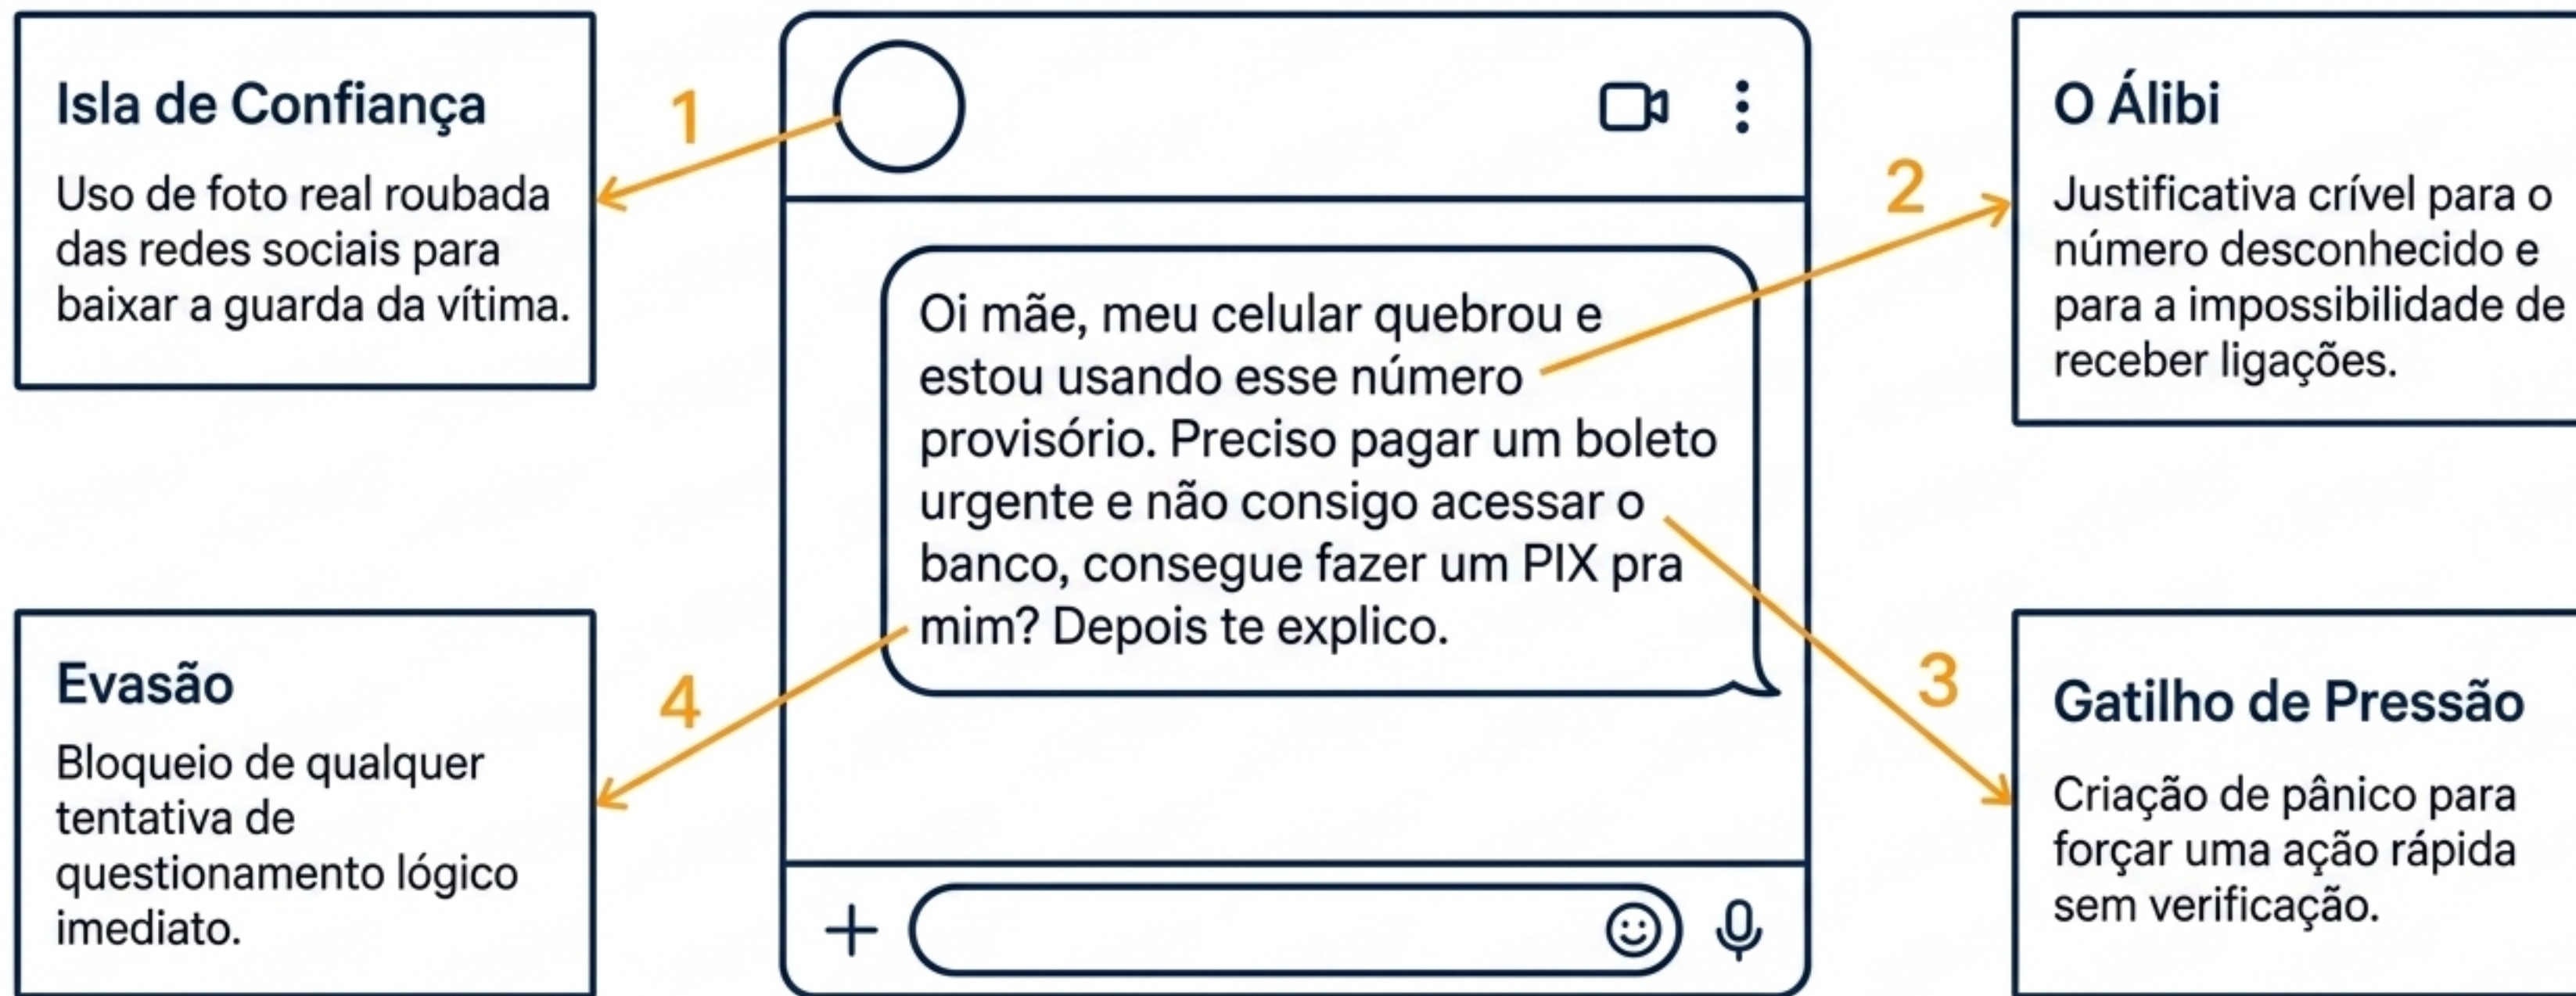 Isla de Confiança
Uso de foto real roubada
das redes sociais para
baixar a guarda da vítima.
1
Oi mãe, meu celular quebrou e
estou usando esse número
provisório. Preciso pagar um boleto
urgente e não consigo acessar o
banco, consegue fazer um PIX pra
mim? Depois te explico.
2
O Álibi
Justificativa crível para o
número desconhecido e
para a impossibilidade de
receber ligações.
3
Gatilho de Pressão
Criação de pânico para
forçar uma ação rápida
sem verificação.
4
Evasão
Bloqueio de qualquer
tentativa de
questionamento lógico
imediato.